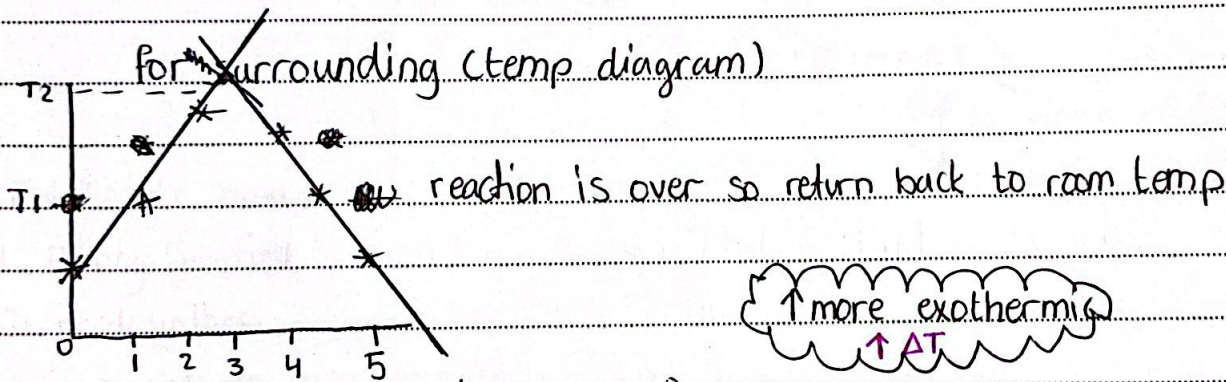 for surrounding (temp diagram)
T2
T1
reaction is over so return back to room temp
↑ more exothermic
↑ ΔT
0 1 2 3 4 5